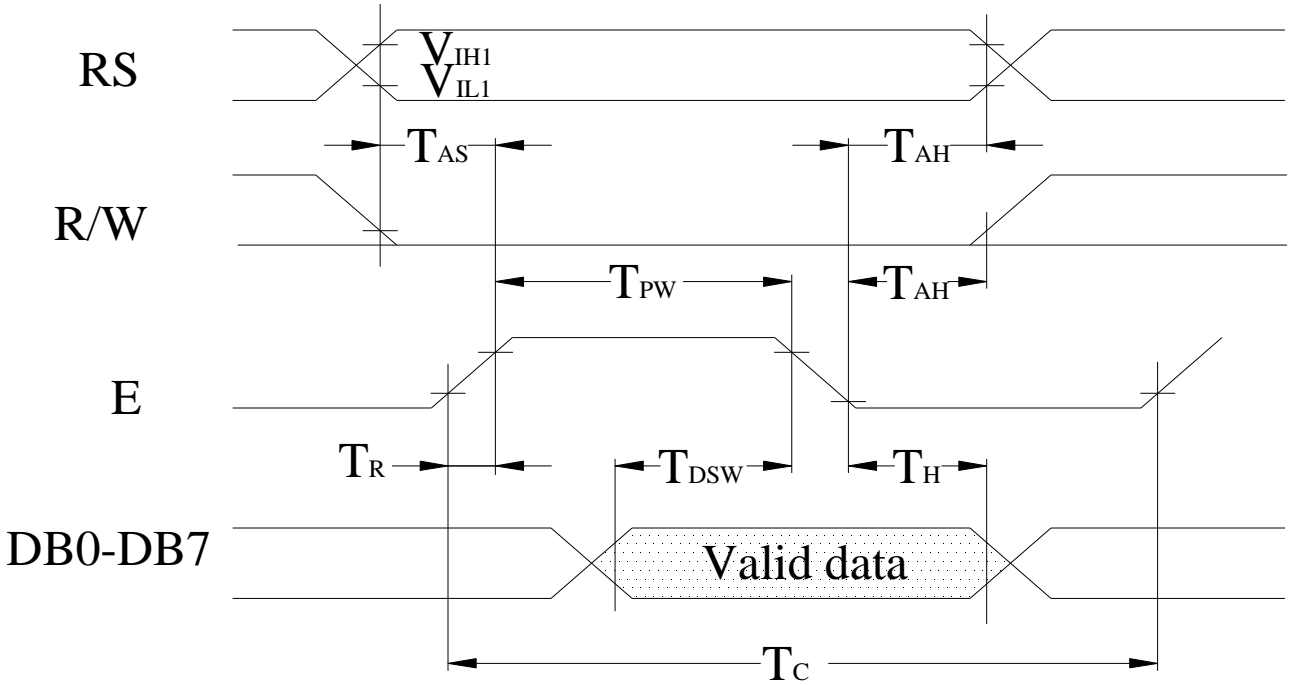 RS
VIH1
VIL1
TAS
TAH
R/W
TPW
TAH
E
TR
TDSW
TH
DB0-DB7
Valid data
TC